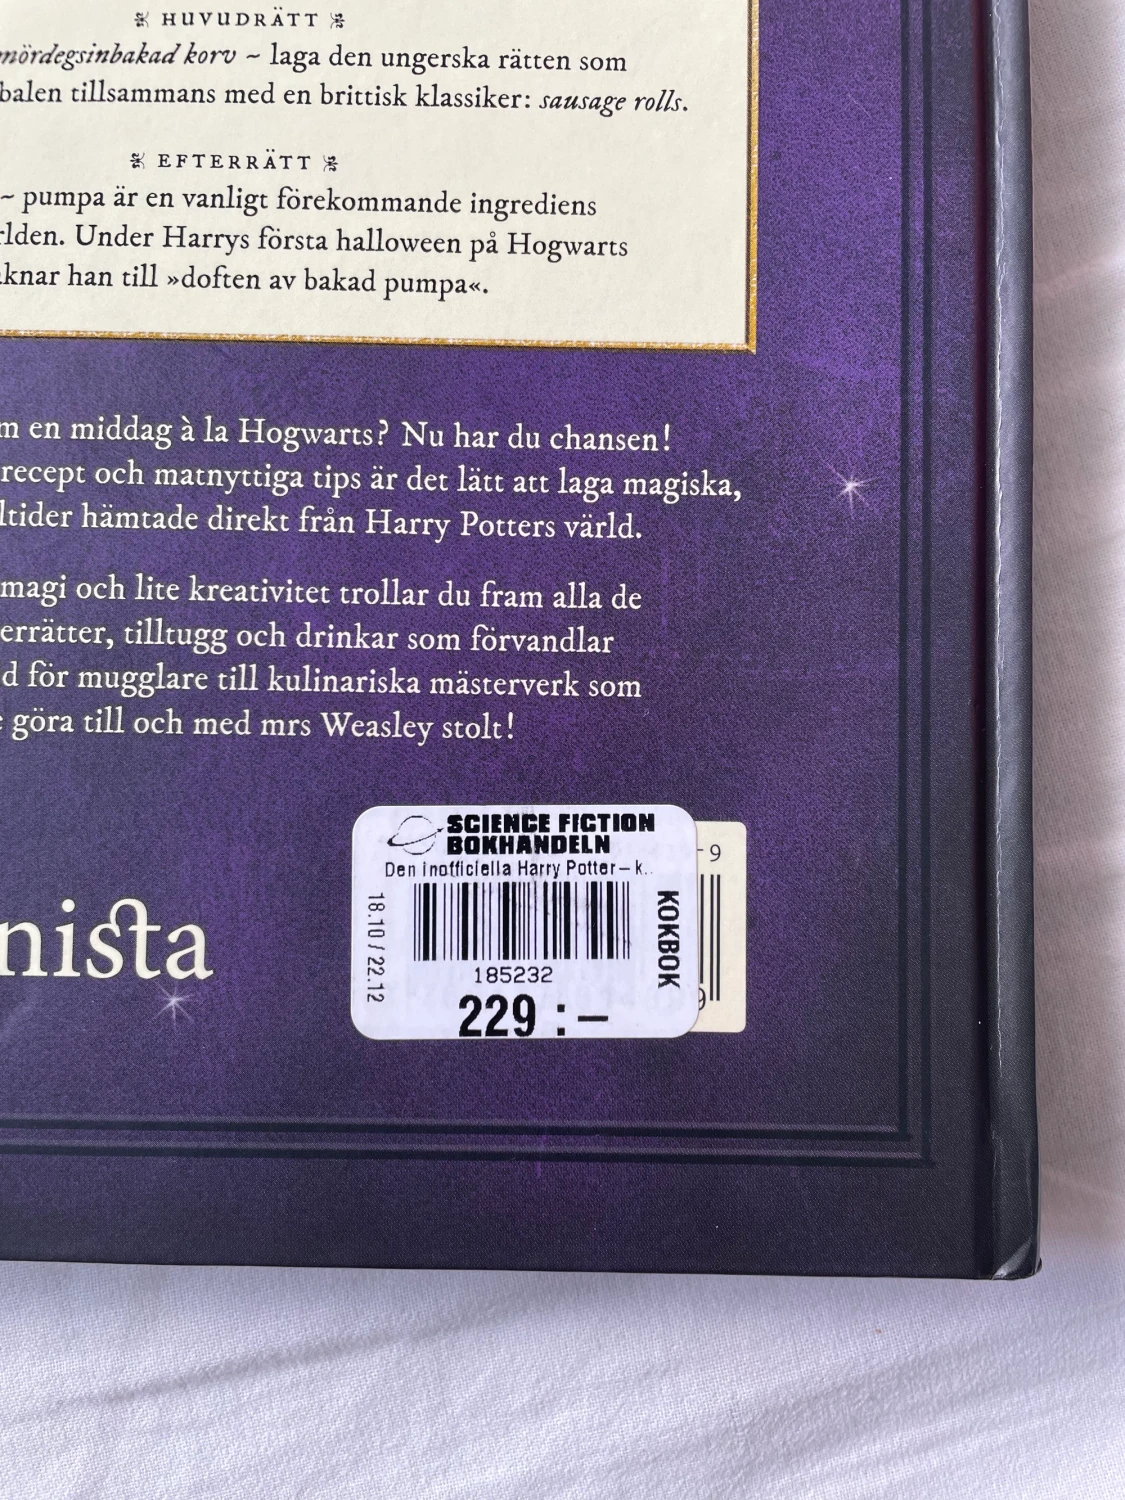 HUVUDRÄTT
mördegsinbakad korv ~ laga den ungerska rätten som
balen tillsammans med en brittisk klassiker: sausage rolls.
EFTERRÄTT
~ pumpa är en vanligt förekommande ingrediens
rlden. Under Harrys första halloween på Hogwarts
knar han till »doften av bakad pumpa«.
m en middag à la Hogwarts? Nu har du chansen!
recept och matnyttiga tips är det lätt att laga magiska,
ltider hämtade direkt från Harry Potters värld.
magi och lite kreativitet trollar du fram alla de
errätter, tilltugg och drinkar som förvandlar
d för mugglare till kulinariska mästerverk som
göra till och med mrs Weasley stolt!
nista
SCIENCE FICTION
BOKHANDELN
Den inofficiella Harry Potter-k..
18.10 / 22.12
KOKBOK
185232
229 :-
-9
9